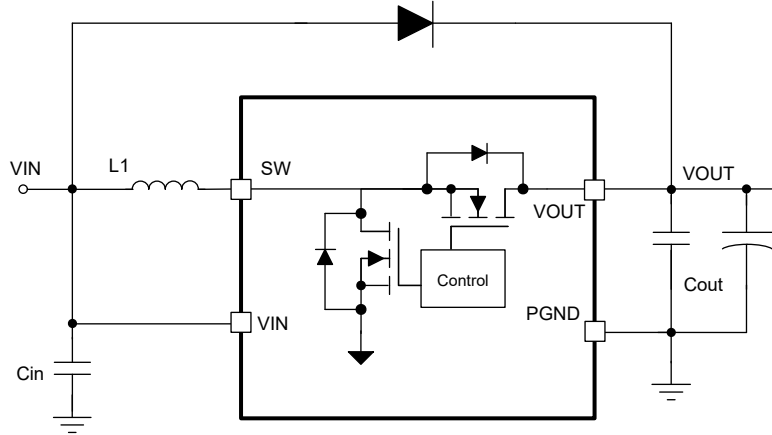 VIN
L1
SW
VOUT
VOUT
Control
VIN
PGND
Cout
Cin